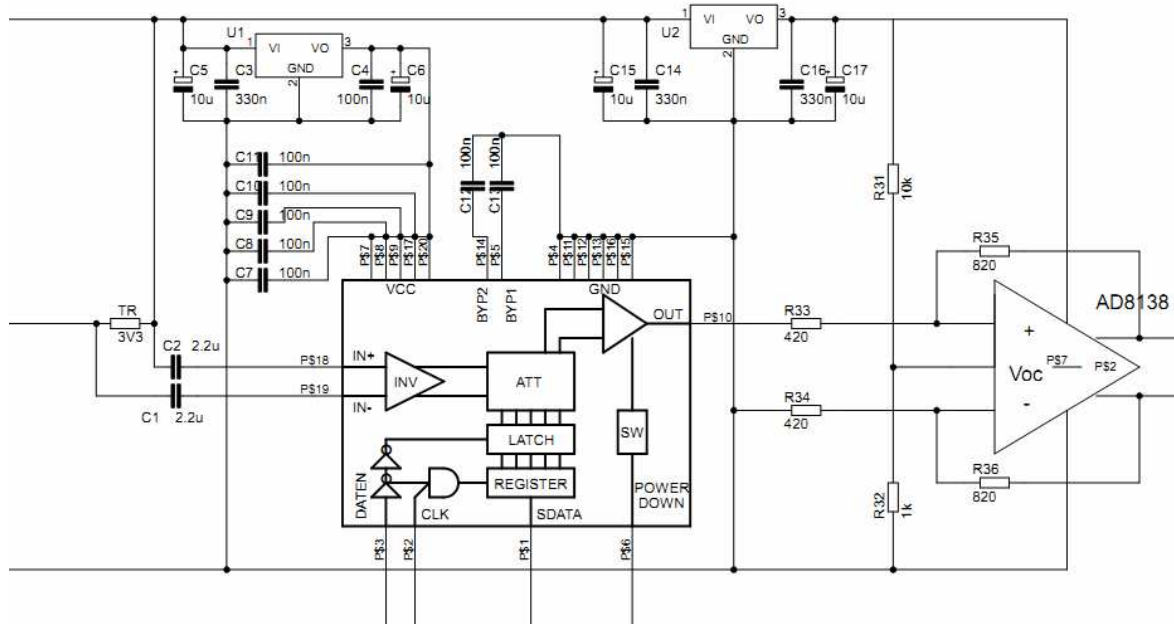 U1
1
VI
VO
3
GND
2
C5
10u
C3
330n
C4
100n
C6
10u
U2
1
VI
VO
3
GND
2
C15
10u
C14
330n
C16
330n
C17
10u
C11
100n
C10
100n
C9
100n
C8
100n
C7
100n
C12
100n
C13
100n
P$7
P$8
P$9
P$17
P$20
P$14
P$5
P$4
P$11
P$12
P$13
P$16
P$15
VCC
BYP2
BYP1
GND
OUT
P$10
TR
3V3
C2
2.2u
P$18
IN+
INV
ATT
C1
2.2u
P$19
IN-
LATCH
SW
REGISTER
DATEN
CLK
SDATA
POWER
DOWN
P$3
P$2
P$1
P$6
R31
10k
R32
1k
R33
420
R34
420
R35
820
R36
820
AD8138
+
Voc
P$7
P$2
-